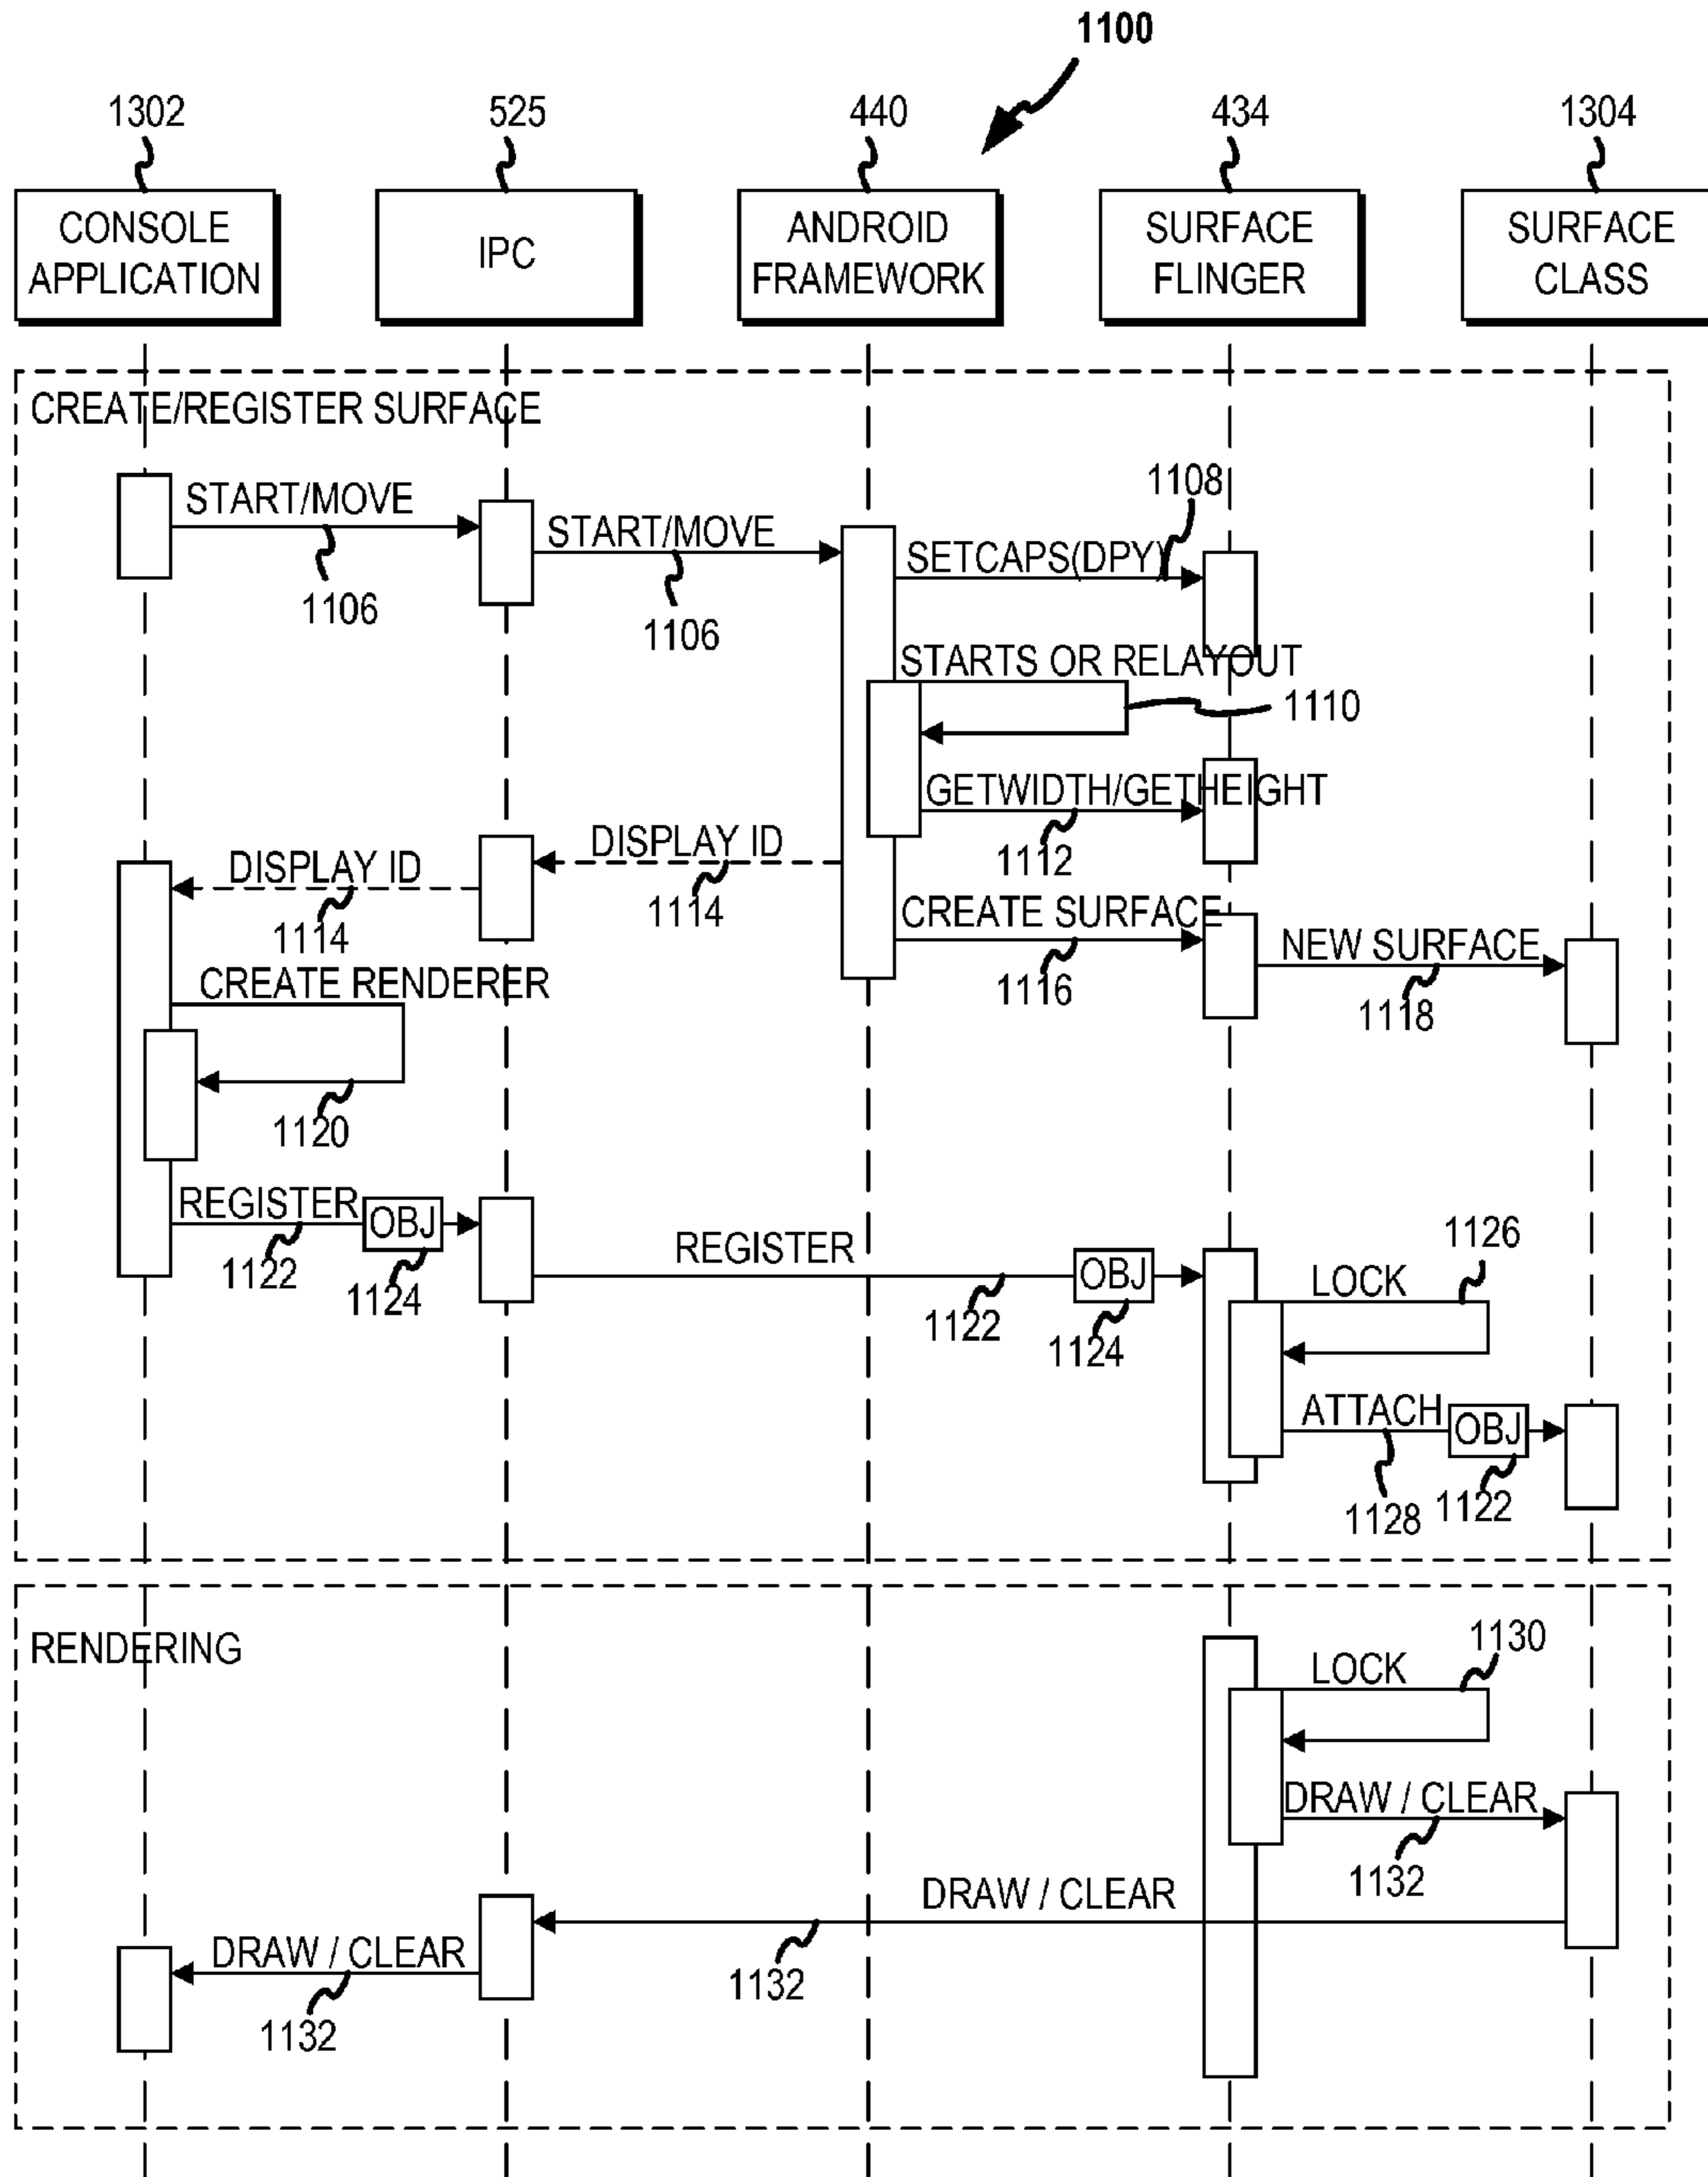 1100
1302
525
440
434
1304
CONSOLE
APPLICATION
IPC
ANDROID
FRAMEWORK
SURFACE
FLINGER
SURFACE
CLASS
CREATE/REGISTER SURFACE
START/MOVE
1106
START/MOVE
1106
SETCAPS(DPY)
1108
STARTS OR RELAYOUT
1110
GETWIDTH/GETHEIGHT
1112
DISPLAY ID
1114
DISPLAY ID
1114
CREATE SURFACE
1116
NEW SURFACE
1118
CREATE RENDERER
1120
REGISTER
OBJ
1122
1124
REGISTER
OBJ
1122
1124
LOCK
1126
ATTACH
OBJ
1128
1122
RENDERING
LOCK
1130
DRAW / CLEAR
1132
DRAW / CLEAR
1132
DRAW / CLEAR
1132